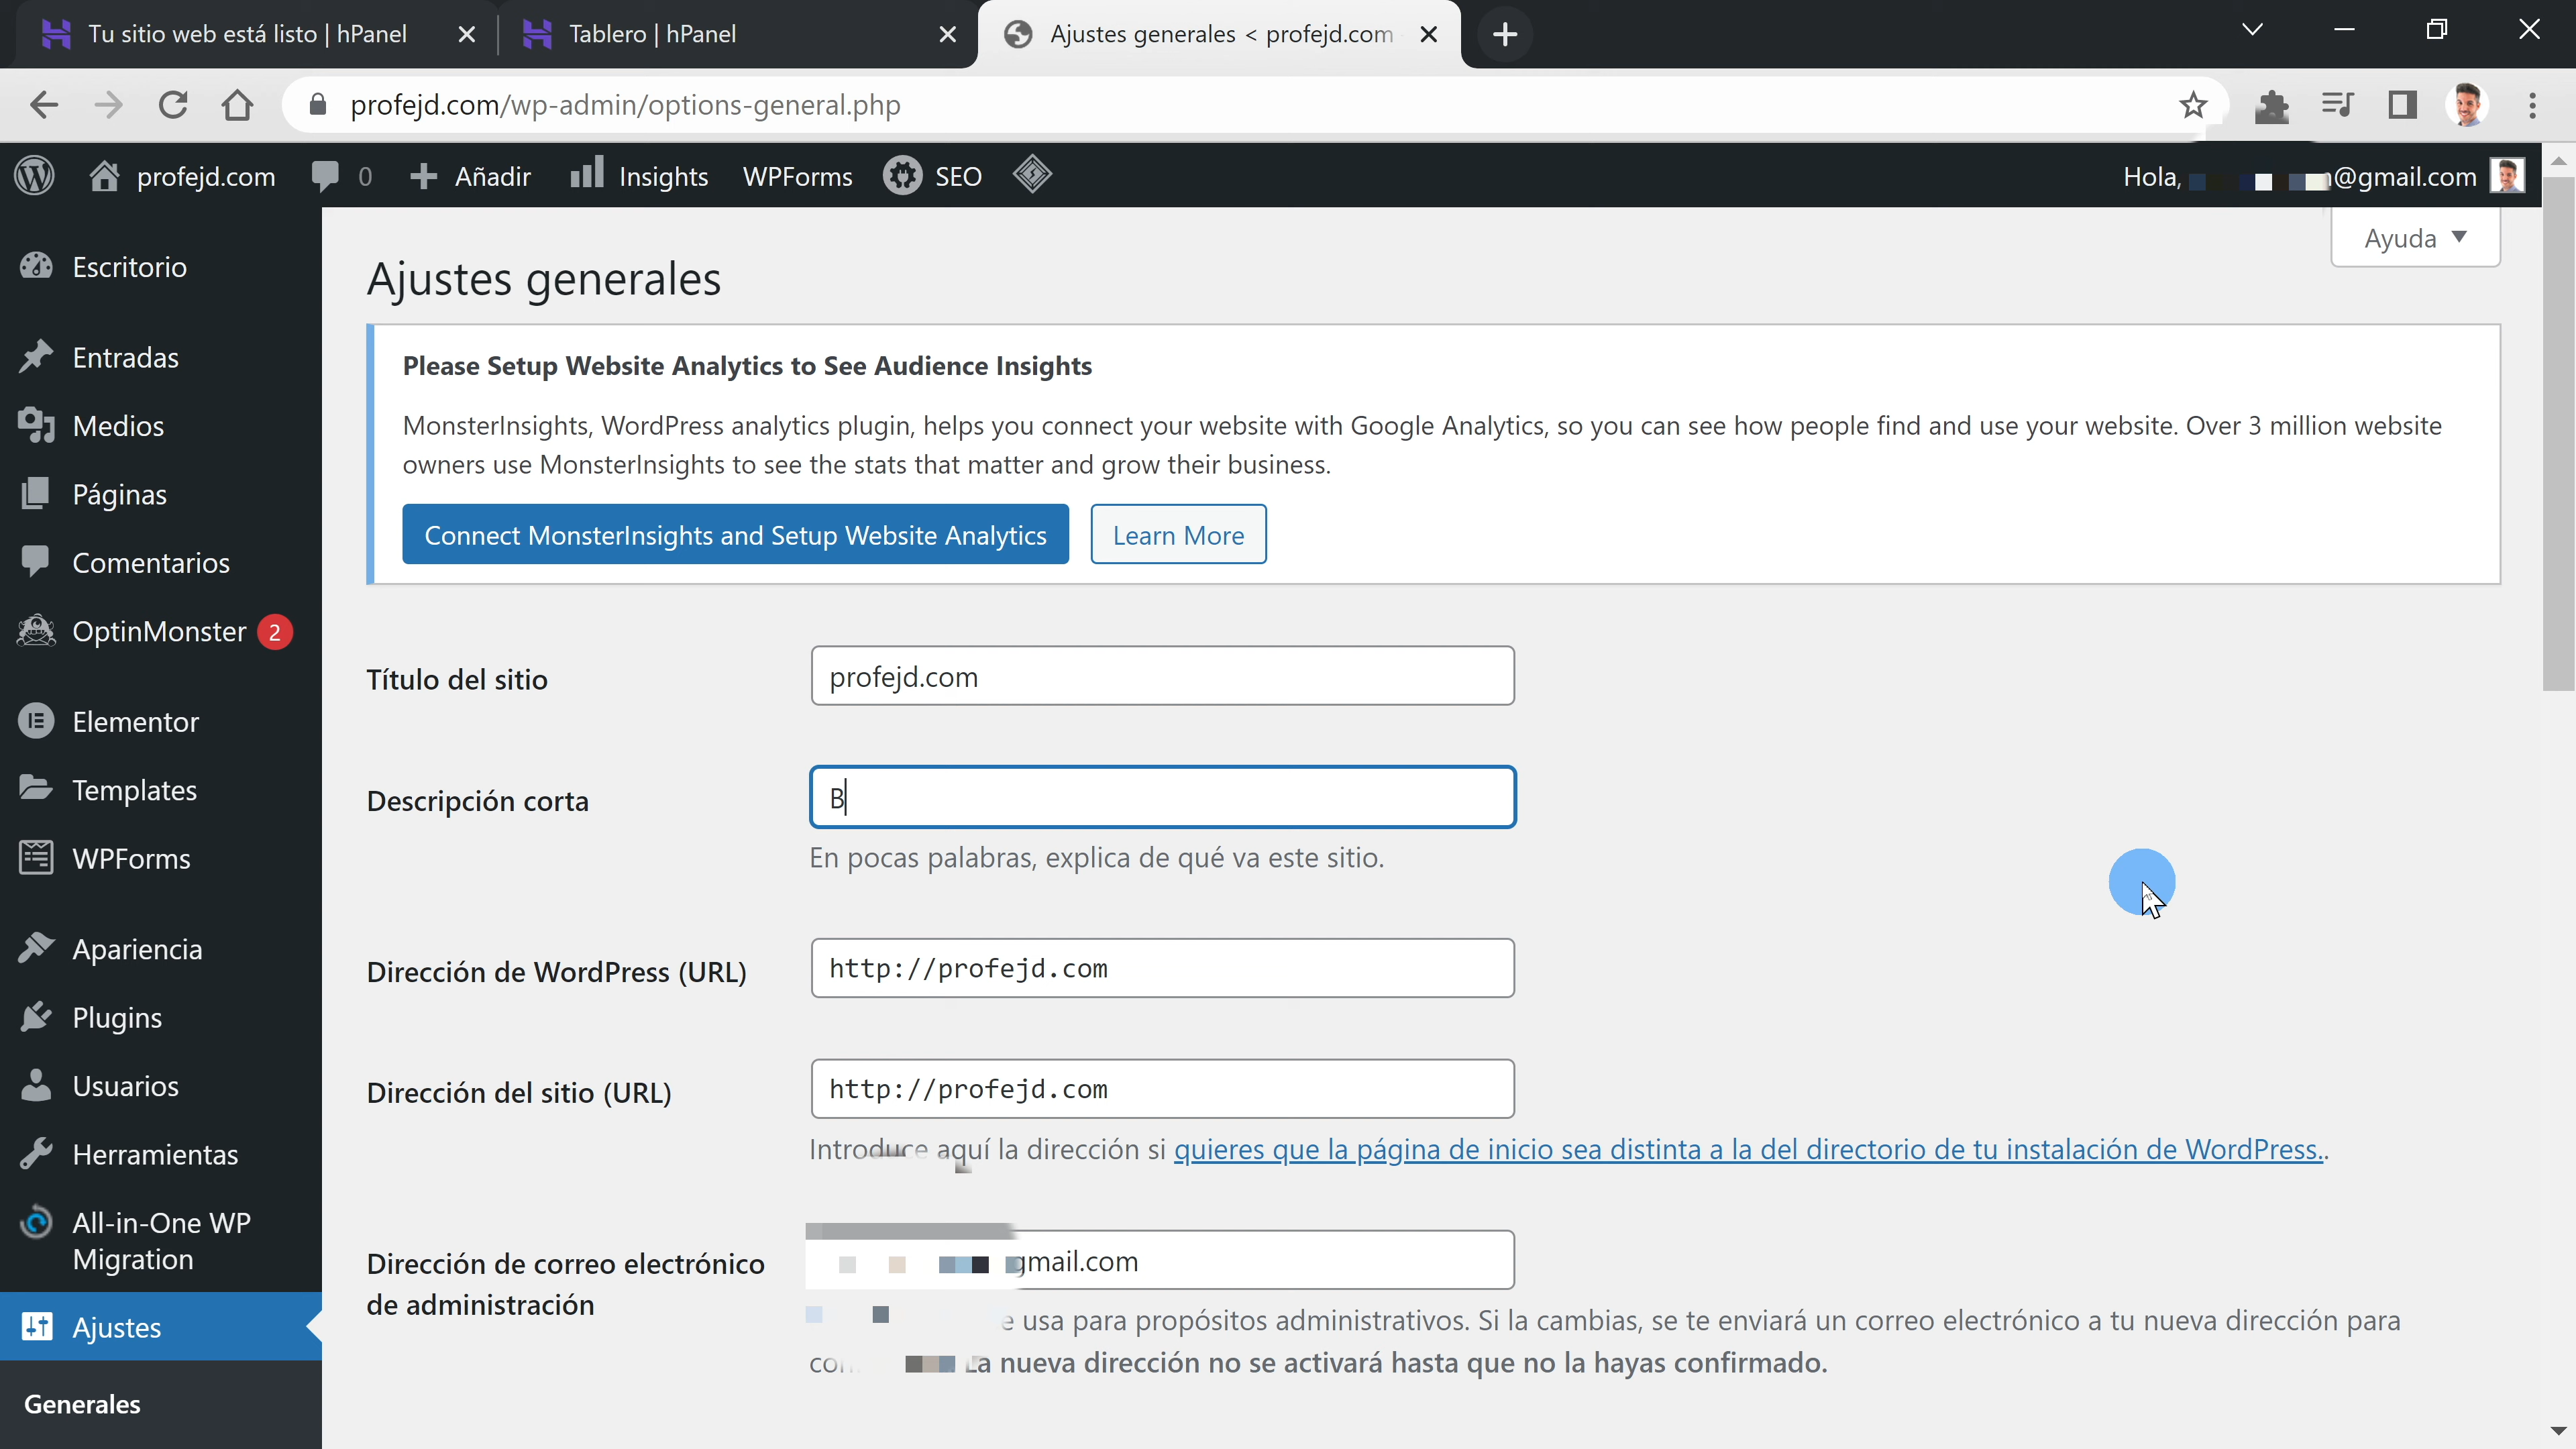 Tu sitio web está listo | hPanel
Tablero | hPanel
Ajustes generales < profejd.com
profejd.com/wp-admin/options-general.php
profejd.com
0
Añadir
Insights
WPForms
SEO
Hola, @gmail.com
Ayuda
Escritorio
Entradas
Medios
Páginas
Comentarios
OptinMonster 2
Elementor
Templates
WPForms
Apariencia
Plugins
Usuarios
Herramientas
All-in-One WP
Migration
Ajustes
Generales
Ajustes generales
Please Setup Website Analytics to See Audience Insights
MonsterInsights, WordPress analytics plugin, helps you connect your website with Google Analytics, so you can see how people find and use your website. Over 3 million website
owners use MonsterInsights to see the stats that matter and grow their business.
Connect MonsterInsights and Setup Website Analytics
Learn More
Título del sitio
profejd.com
Descripción corta
B
En pocas palabras, explica de qué va este sitio.
Dirección de WordPress (URL)
http://profejd.com
Dirección del sitio (URL)
http://profejd.com
Introduce aquí la dirección si quieres que la página de inicio sea distinta a la del directorio de tu instalación de WordPress..
Dirección de correo electrónico
de administración
gmail.com
usa para propósitos administrativos. Si la cambias, se te enviará un correo electrónico a tu nueva dirección para
La nueva dirección no se activará hasta que no la hayas confirmado.